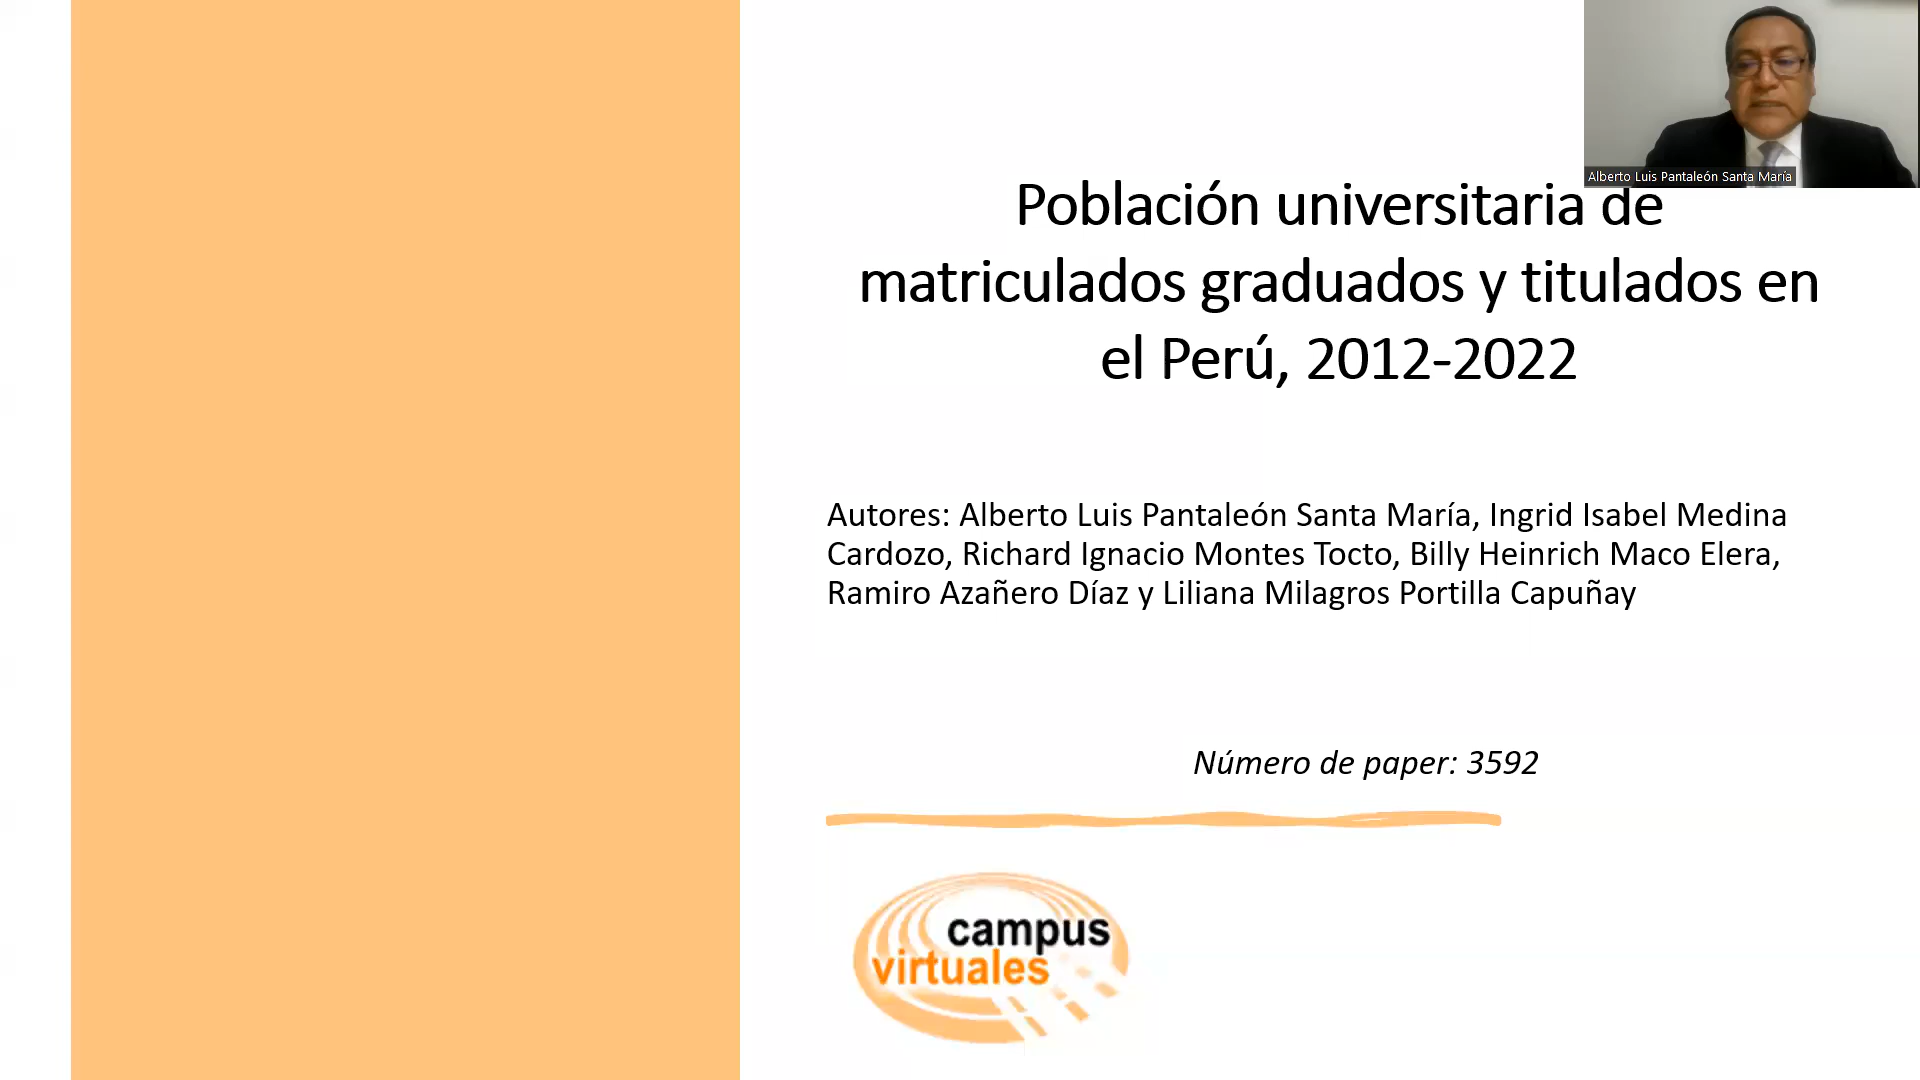 Alberto Luis Pantaleón Santa María
Población universitaria de
matriculados graduados y titulados en
el Perú, 2012-2022
Autores: Alberto Luis Pantaleón Santa María, Ingrid Isabel Medina
Cardozo, Richard Ignacio Montes Tocto, Billy Heinrich Maco Elera,
Ramiro Azañero Díaz y Liliana Milagros Portilla Capuñay
Número de paper: 3592
campus
virtuales